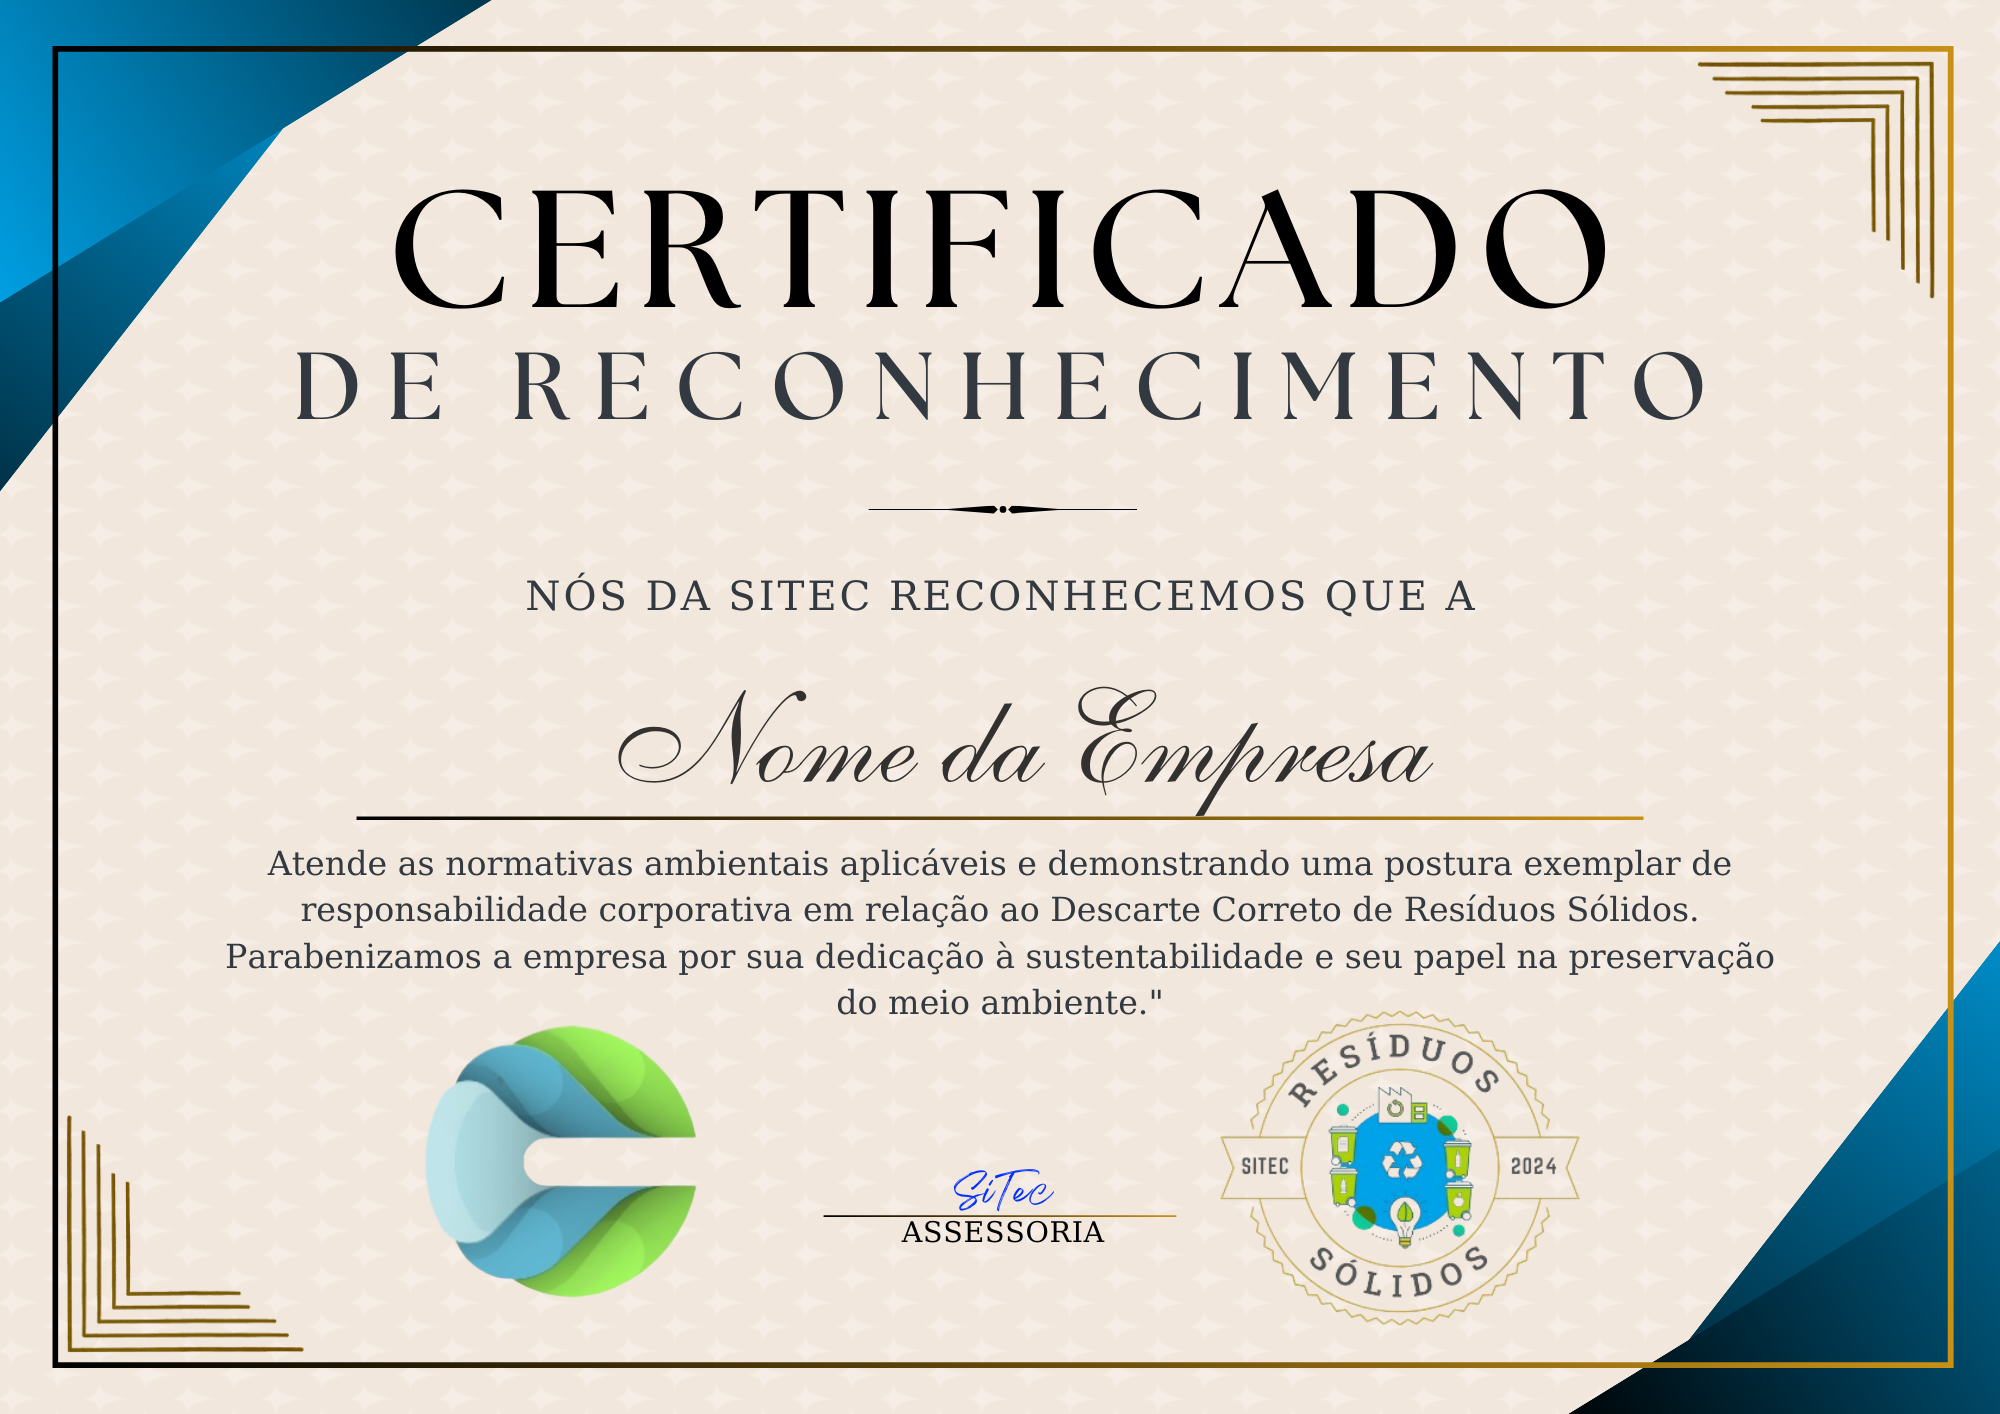 CERTIFICADO
DE RECONHECIMENTO
NÓS DA SITEC RECONHECEMOS QUE A
Nome da Empresa
Atende as normativas ambientais aplicáveis e demonstrando uma postura exemplar de
responsabilidade corporativa em relação ao Descarte Correto de Resíduos Sólidos.
Parabenizamos a empresa por sua dedicação à sustentabilidade e seu papel na preservação
do meio ambiente."
SiTec
ASSESSORIA
RESÍDUOS
SITEC
2024
SÓLIDOS